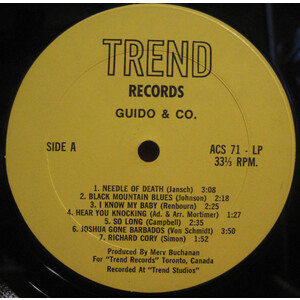 TREND
RECORDS
GUIDO & CO.
SIDE A
ACS 71 - LP
33⅓ RPM.
1. NEEDLE OF DEATH (Jansch) 3:08
2. BLACK MOUNTAIN BLUES (Johnson) 2:18
3. I KNOW MY BABY (Renbourn) 2:25
4. HEAR YOU KNOCKING (Ad. & Arr. Mortimer) 2:27
5. SO LONG (Campbell) 2:35
6. JOSHUA GONE BARBADOS (Von Schmidt) 3:50
7. RICHARD CORY (Simon) 2:52
Produced By Merv Buchanan
For "Trend Records" Toronto, Canada
Recorded At "Trend Studios"